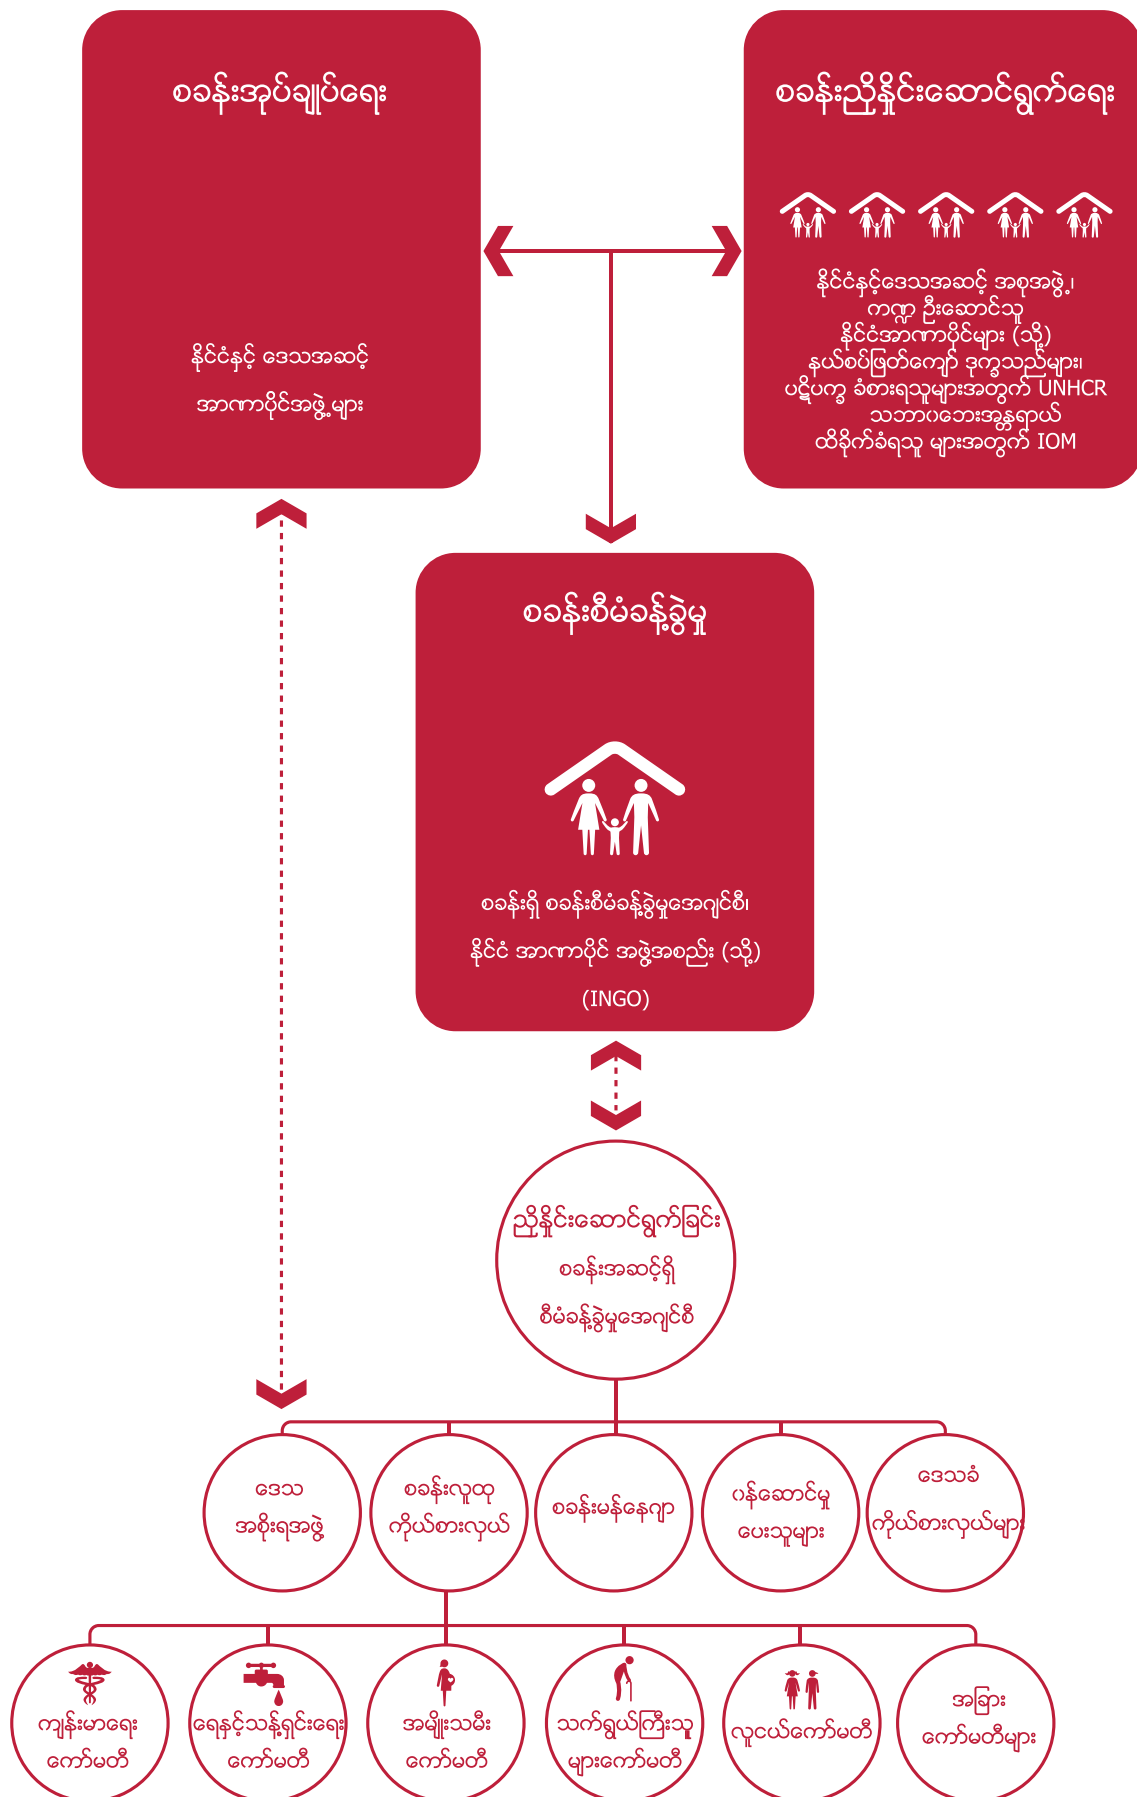 စခန်းအုပ်ချုပ်ရေး
နိုင်ငံနှင့် ဒေသအဆင့်
အာဏာပိုင်အဖွဲ့များ
စခန်းညှိနှိုင်းဆောင်ရွက်ရေး
နိုင်ငံနှင့်ဒေသအဆင့် အစုအဖွဲ့၊
ကဏ္ဍ ဦးဆောင်သူ
နိုင်ငံအာဏာပိုင်များ (သို့)
နယ်စပ်ဖြတ်ကျော် ဒုက္ခသည်များ၊
ပဋိပက္ခ ခံစားရသူများအတွက် UNHCR
သဘာ၀ဘေးအန္တရာယ်
ထိခိုက်ခံရသူ များအတွက် IOM
စခန်းစီမံခန့်ခွဲမှု
စခန်းရှိ စခန်းစီမံခန့်ခွဲမှုအေဂျင်စီ၊
နိုင်ငံ အာဏာပိုင် အဖွဲ့အစည်း (သို့)
(INGO)
ညှိနှိုင်းဆောင်ရွက်ခြင်း
စခန်းအဆင့်ရှိ
စီမံခန့်ခွဲမှုအေဂျင်စီ
ဒေသ
အစိုးရအဖွဲ့
စခန်းလူထု
ကိုယ်စားလှယ်
စခန်းမန်နေဂျာ
၀န်ဆောင်မှု
ပေးသူများ
ဒေသခံ
ကိုယ်စားလှယ်များ
ကျန်းမာရေး
ကော်မတီ
ရေနှင့်သန့်ရှင်းရေး
ကော်မတီ
အမျိုးသမီး
ကော်မတီ
သက်ရွယ်ကြီးသူ
များကော်မတီ
လူငယ်ကော်မတီ
အခြား
ကော်မတီများ